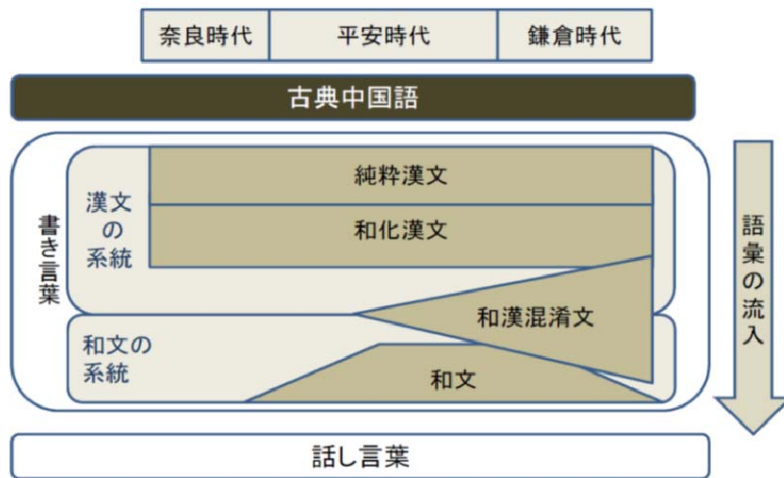 奈良時代
平安時代
鎌倉時代
古典中国語
書き言葉
漢文
の
系統
純粋漢文
和化漢文
和漢混淆文
和文の
系統
和文
語彙の流入
話し言葉